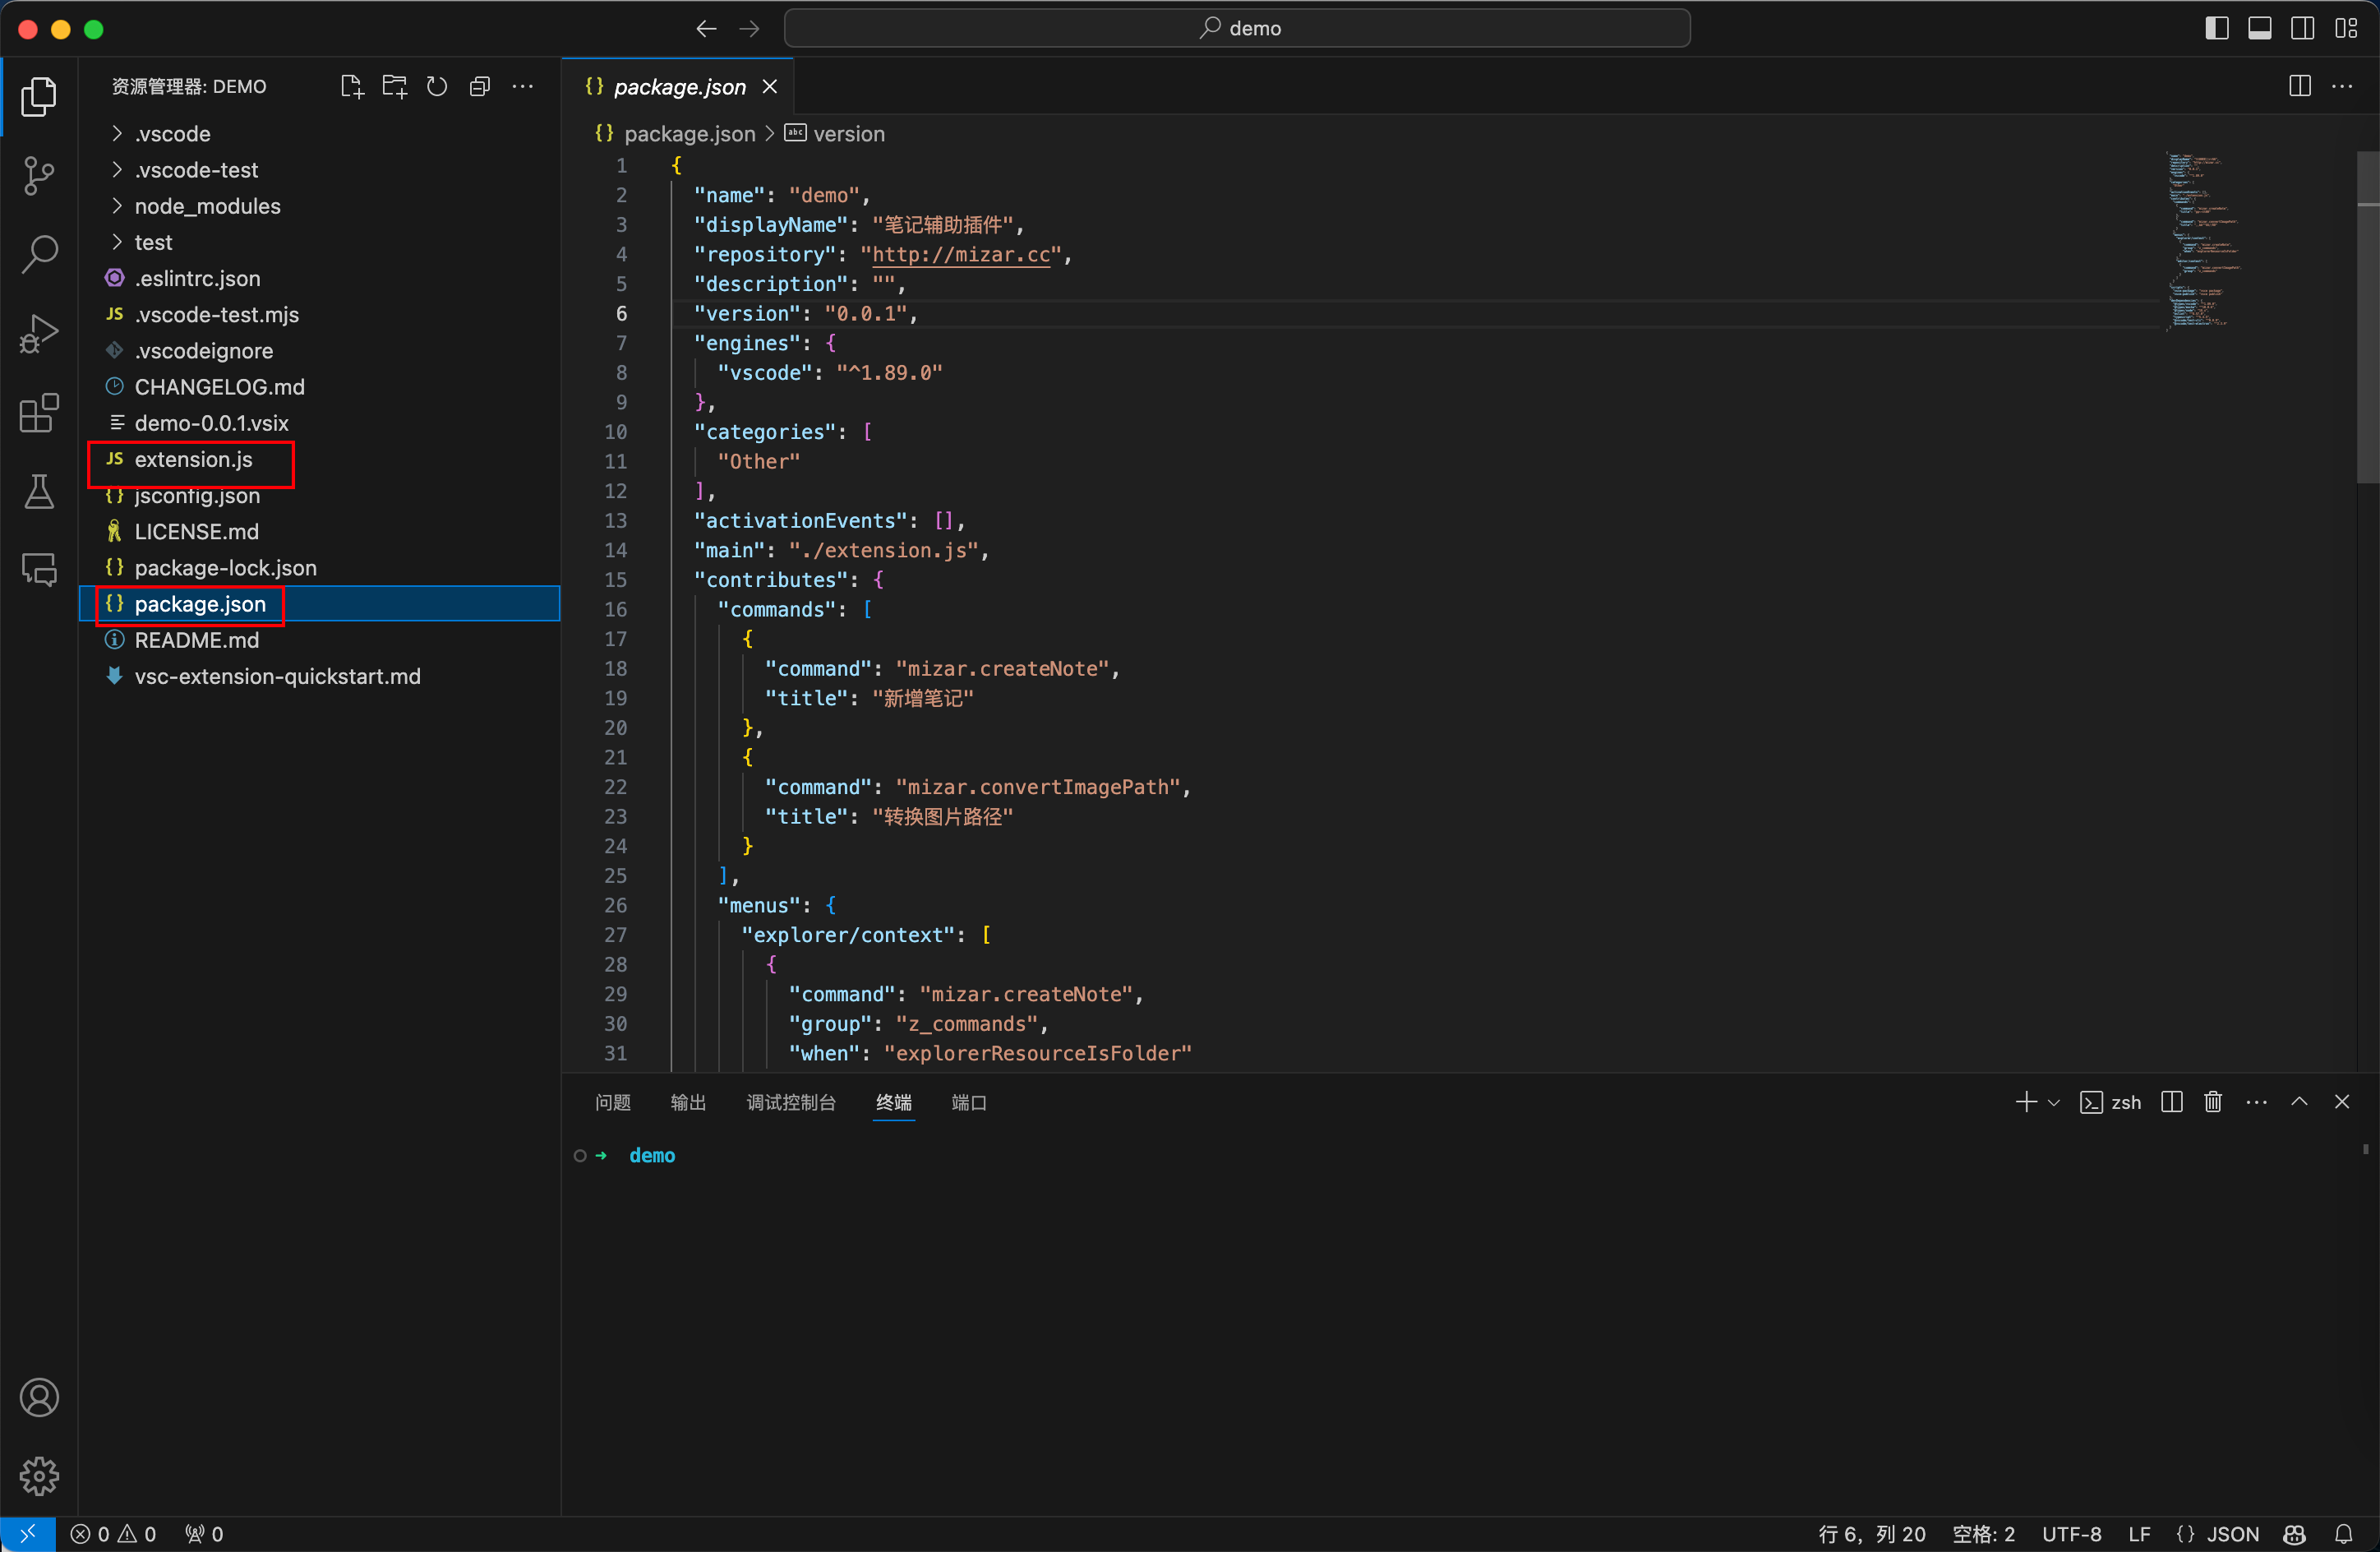 demo
资源管理器: DEMO
.vscode
.vscode-test
node_modules
test
.eslintrc.json
JS .vscode-test.mjs
.vscodeignore
CHANGELOG.md
demo-0.0.1.vsix
JS extension.js
{} jsconfig.json
LICENSE.md
{} package-lock.json
{} package.json
README.md
vsc-extension-quickstart.md
{} package.json
{} package.json > abc version
1 {
2 "name": "demo",
3 "displayName": "笔记辅助插件",
4 "repository": "http://mizar.cc",
5 "description": "",
6 "version": "0.0.1",
7 "engines": {
8 "vscode": "^1.89.0"
9 },
10 "categories": [
11 "Other"
12 ],
13 "activationEvents": [],
14 "main": "./extension.js",
15 "contributes": {
16 "commands": [
17 {
18 "command": "mizar.createNote",
19 "title": "新增笔记"
20 },
21 {
22 "command": "mizar.convertImagePath",
23 "title": "转换图片路径"
24 }
25 ],
26 "menus": {
27 "explorer/context": [
28 {
29 "command": "mizar.createNote",
30 "group": "z_commands",
31 "when": "explorerResourceIsFolder"
问题 输出 调试控制台 终端 端口
zsh
demo
0 0 0
行 6，列 20 空格: 2 UTF-8 LF {} JSON